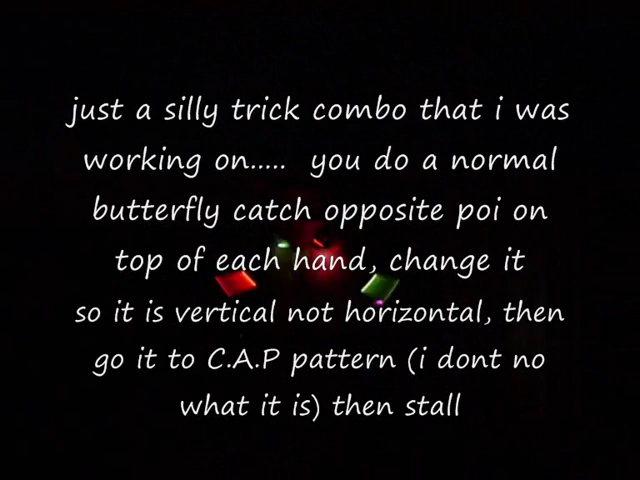 just a silly trick combo that i was
working on..... you do a normal
butterfly catch opposite poi on
top of each hand, change it
so it is vertical not horizontal, then
go it to C.A.P pattern (i dont no
what it is) then stall